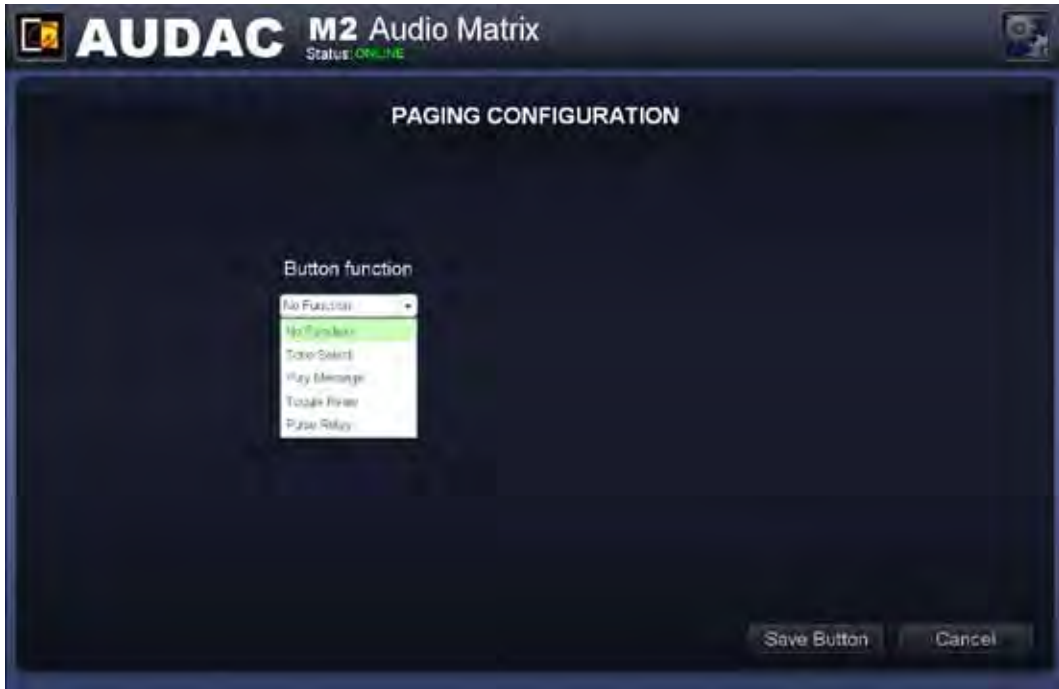 AUDAC M2 Audio Matrix
Status: ONLINE
PAGING CONFIGURATION
Button function
No Function
No Function
Zone Select
Play Message
Toggle Relay
Pulse Relay
Save Button Cancel